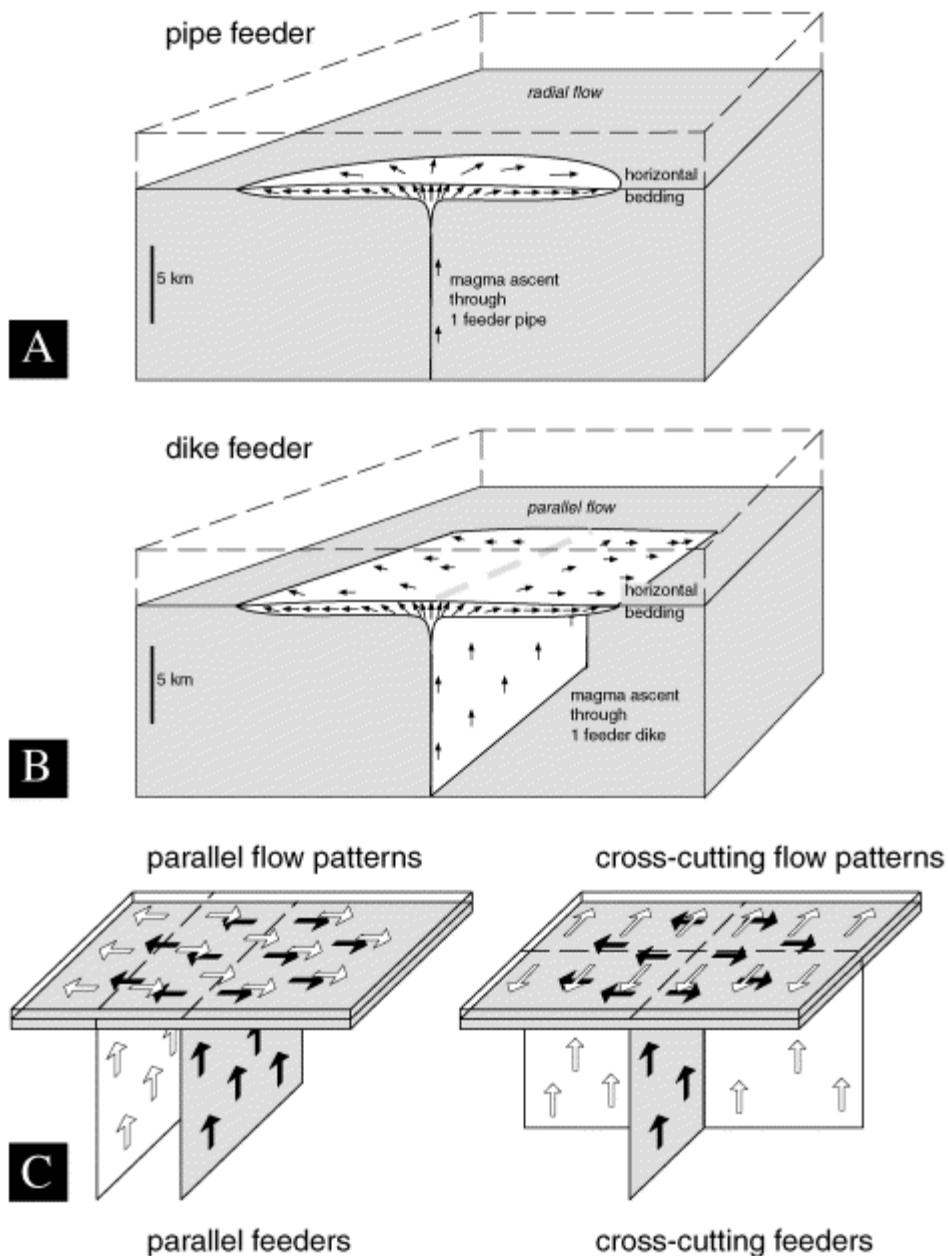 pipe feeder
radial flow
horizontal
bedding
5 km
magma ascent
through
1 feeder pipe
A
dike feeder
parallel flow
horizontal
bedding
5 km
magma ascent
through
1 feeder dike
B
parallel flow patterns
cross-cutting flow patterns
C
parallel feeders
cross-cutting feeders